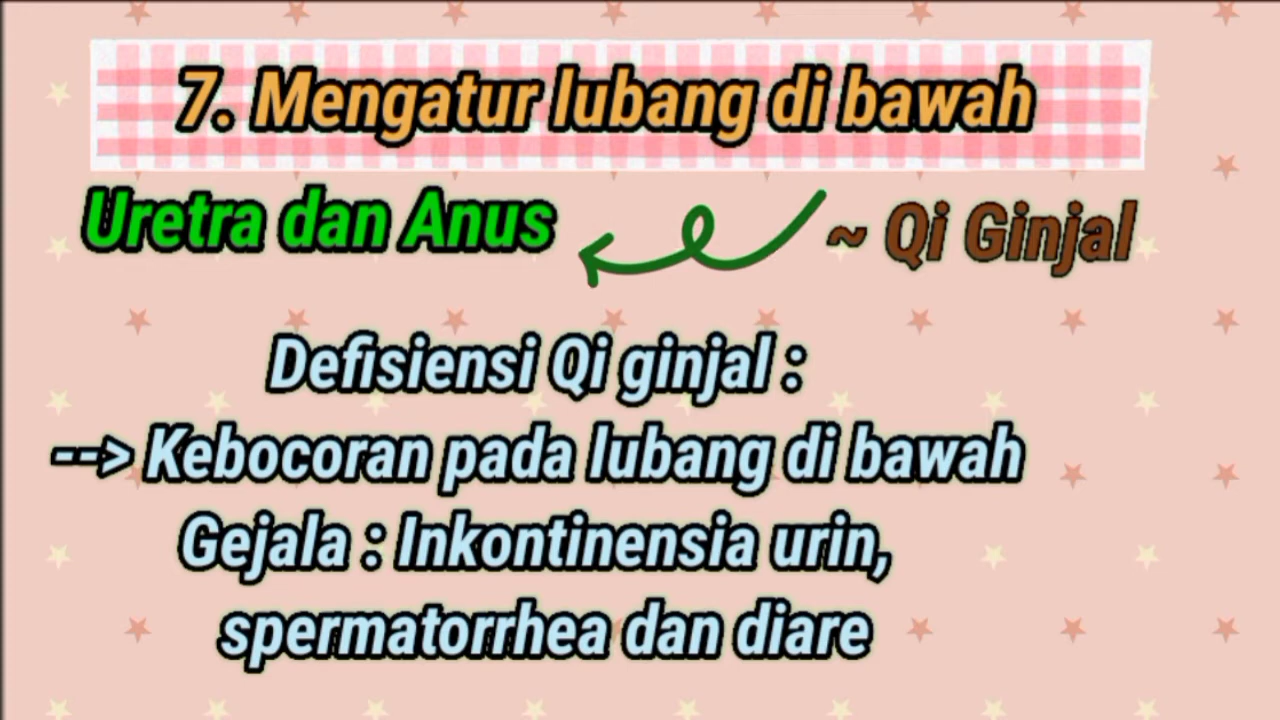 7. Mengatur lubang di bawah
Uretra dan Anus ~ Qi Ginjal
Defisiensi Qi ginjal :
--> Kebocoran pada lubang di bawah
Gejala : Inkontinensia urin,
spermatorrhea dan diare